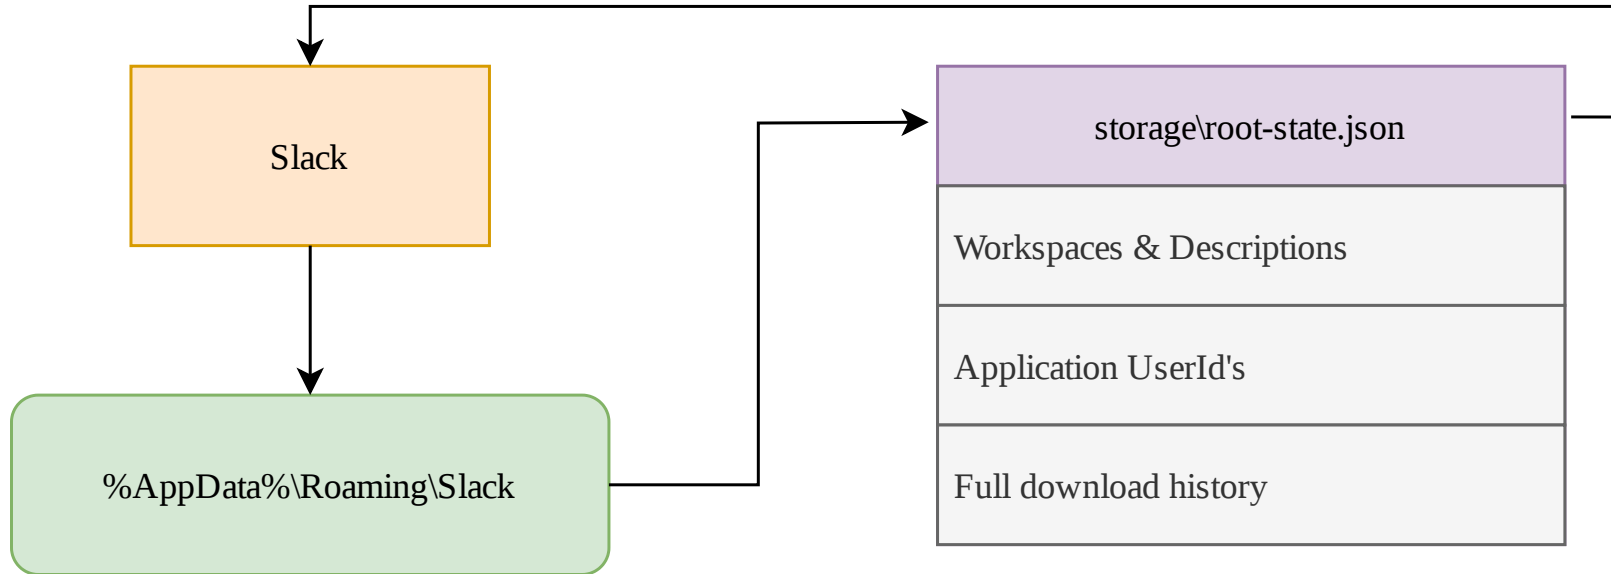 Slack
storage\root-state.json
Workspaces & Descriptions
Application UserId's
%AppData%\Roaming\Slack
Full download history